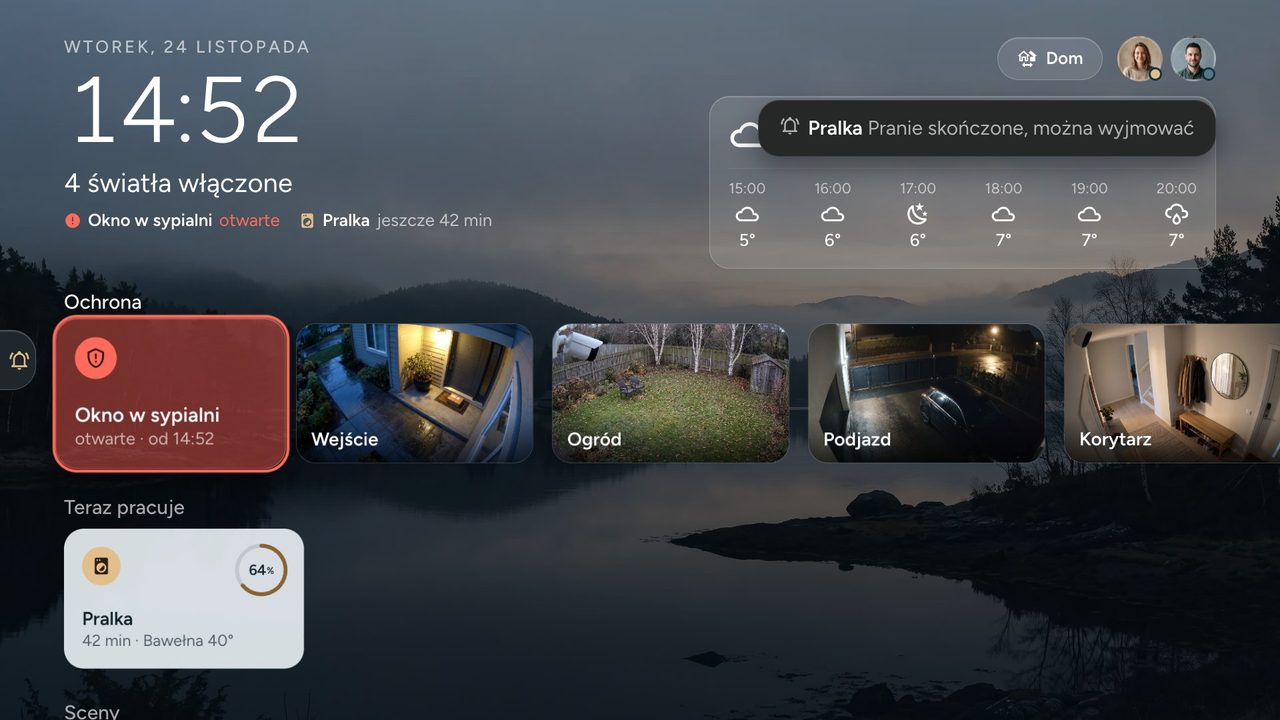 WTOREK, 24 LISTOPADA
14:52
4 światła włączone
Okno w sypialni otwarte Pralka jeszcze 42 min
Dom
Pralka Pranie skończone, można wyjmować
15:00 16:00 17:00 18:00 19:00 20:00
5° 6° 6° 7° 7° 7°
Ochrona
Okno w sypialni
otwarte · od 14:52
Wejście
Ogród
Podjazd
Korytarz
Teraz pracuje
64%
Pralka
42 min · Bawełna 40°
Sceny